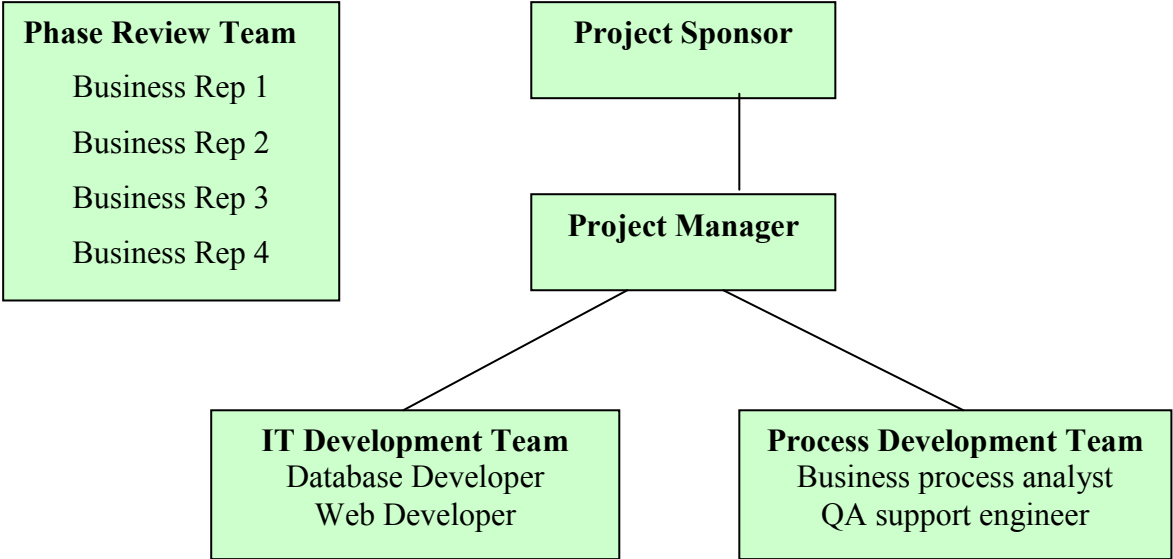 Phase Review Team
Business Rep 1
Business Rep 2
Business Rep 3
Business Rep 4
Project Sponsor
Project Manager
IT Development Team
Database Developer
Web Developer
Process Development Team
Business process analyst
QA support engineer